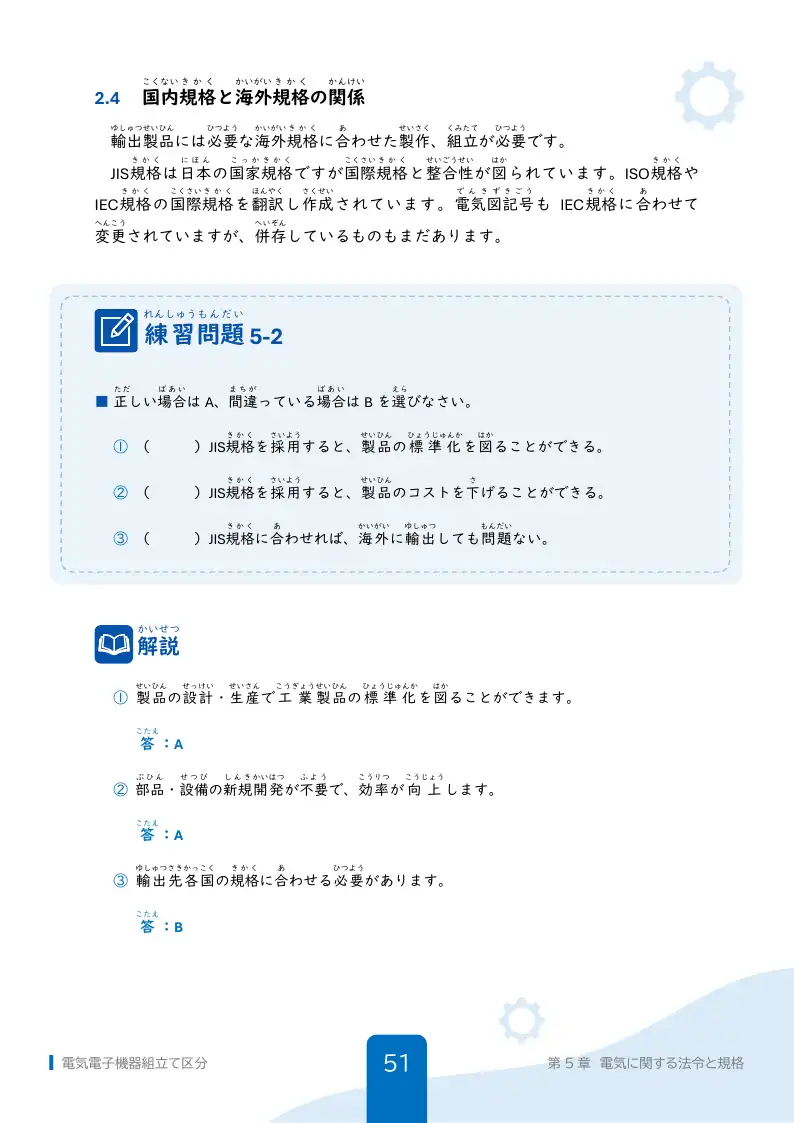 2.4 国内規格と海外規格の関係
輸出製品には必要な海外規格に合わせた製作、組立が必要です。
JIS規格は日本の国家規格ですが国際規格と整合性が図られています。ISO規格や
IEC規格の国際規格を翻訳し作成されています。電気図記号も IEC規格に合わせて
変更されていますが、併存しているものもまだあります。
練習問題 5-2
■ 正しい場合は A、間違っている場合は B を選びなさい。
① （　　　）JIS規格を採用すると、製品の標準化を図ることができる。
② （　　　）JIS規格を採用すると、製品のコストを下げることができる。
③ （　　　）JIS規格に合わせれば、海外に輸出しても問題ない。
解説
① 製品の設計・生産で工業製品の標準化を図ることができます。
答：A
② 部品・設備の新規開発が不要で、効率が向上します。
答：A
③ 輸出先各国の規格に合わせる必要があります。
答：B
電気電子機器組立て区分
51
第 5 章 電気に関する法令と規格